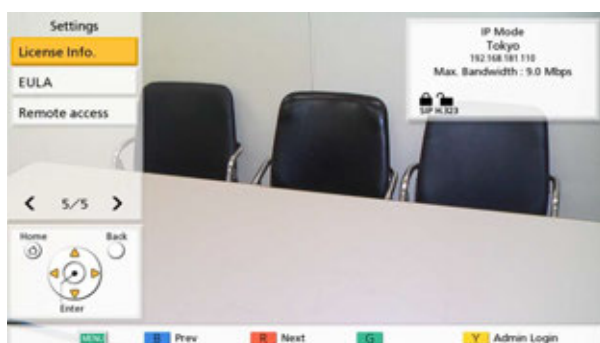 Settings
License Info.
EULA
Remote access
5/5
Home
Back
Enter
IP Mode
Tokyo
192.168.181.110
Max. Bandwidth : 9.0 Mbps
SIP H.323
MENU
B Prev
R Next
G
Y Admin Login